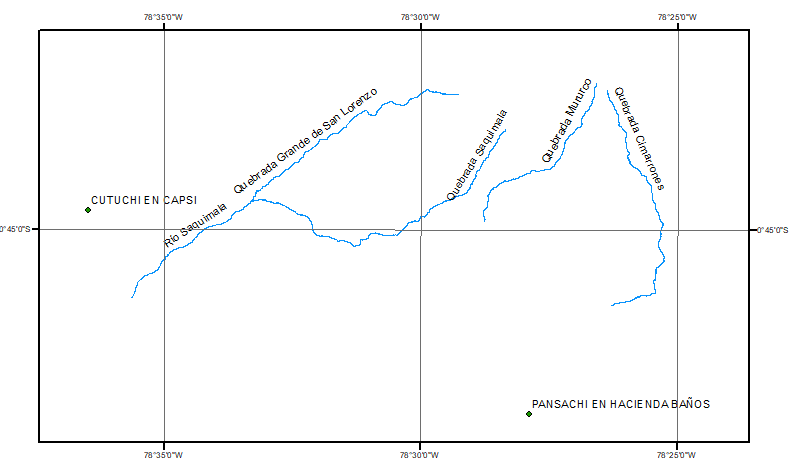 78°35'0"W 78°30'0"W 78°25'0"W
Quebrada Grande de San Lorenzo
Quebrada Saquimala
Quebrada Mururco
Quebrada Cimarrones
CUTUCHI EN CAPSI
Río Saquimala
0°45'0"S 0°45'0"S
PANSACHI EN HACIENDA BAÑOS
78°35'0"W 78°30'0"W 78°25'0"W